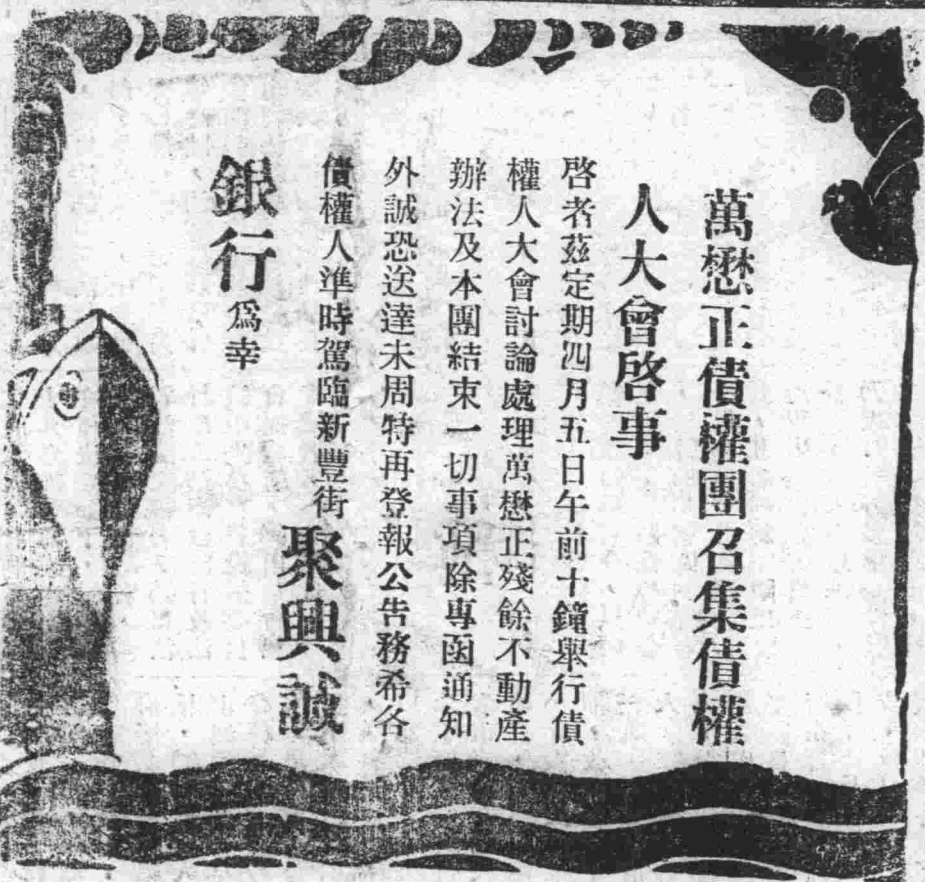 萬懋正債權團召集債權
人大會啓事
啓者茲定期四月五日午前十鐘舉行債
權人大會討論處理萬懋正殘餘不動產
辦法及本團結束一切事項除專函通知
外誠恐送達未周特再登報公告務希各
債權人準時駕臨新豐街聚興誠
銀行為幸